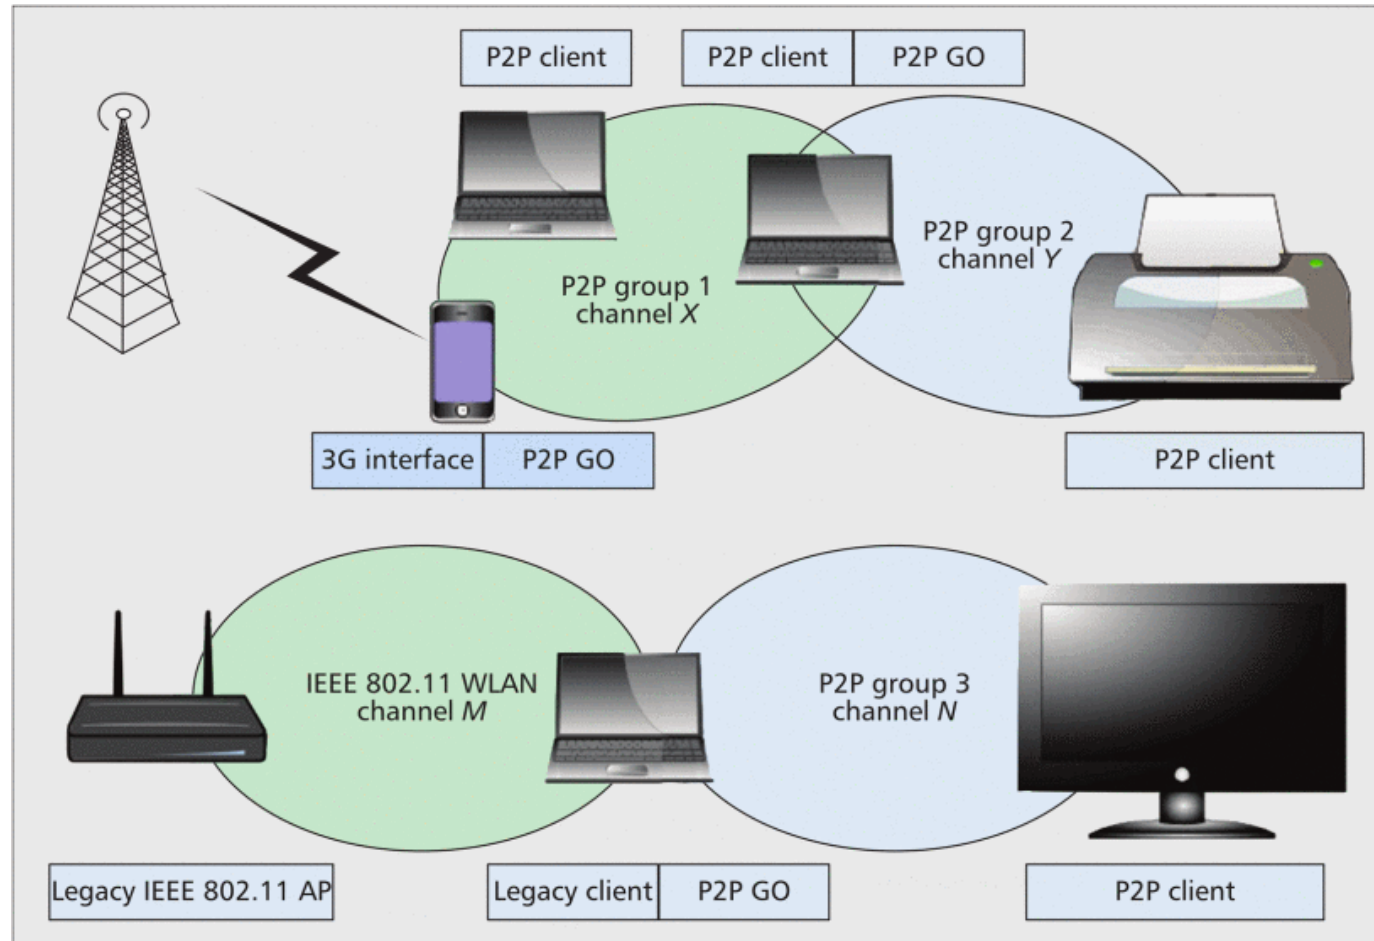 P2P client
P2P client
P2P GO
P2P group 2
channel Y
P2P group 1
channel X
3G interface
P2P GO
P2P client
IEEE 802.11 WLAN
channel M
P2P group 3
channel N
Legacy IEEE 802.11 AP
Legacy client
P2P GO
P2P client